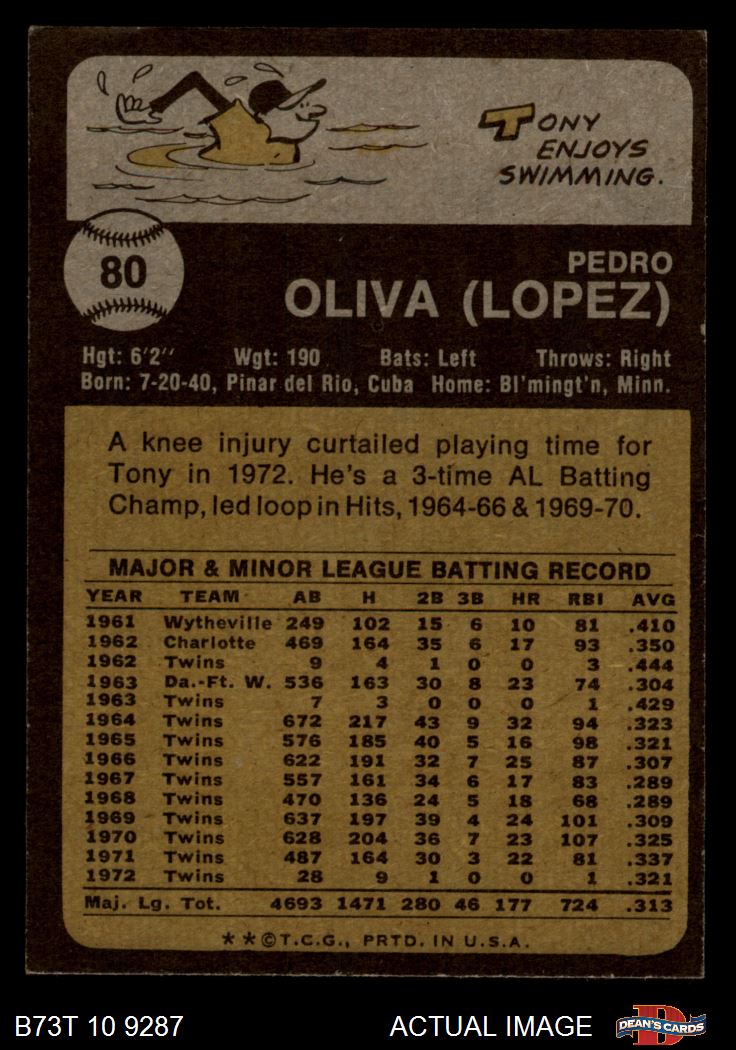 TONY
ENJOYS
SWIMMING.
80
PEDRO
OLIVA (LOPEZ)
Hgt: 6'2" Wgt: 190 Bats: Left Throws: Right
Born: 7-20-40, Pinar del Rio, Cuba Home: Bl'mingt'n, Minn.
A knee injury curtailed playing time for
Tony in 1972. He's a 3-time AL Batting
Champ, led loop in Hits, 1964-66 & 1969-70.
MAJOR & MINOR LEAGUE BATTING RECORD
YEAR TEAM AB H 2B 3B HR RBI AVG
1961 Wytheville 249 102 15 6 10 81 .410
1962 Charlotte 469 164 35 6 17 93 .350
1962 Twins 9 4 1 0 0 3 .444
1963 Da.-Ft. W. 536 163 30 8 23 74 .304
1963 Twins 7 3 0 0 0 1 .429
1964 Twins 672 217 43 9 32 94 .323
1965 Twins 576 185 40 5 16 98 .321
1966 Twins 622 191 32 7 25 87 .307
1967 Twins 557 161 34 6 17 83 .289
1968 Twins 470 136 24 5 18 68 .289
1969 Twins 637 197 39 4 24 101 .309
1970 Twins 628 204 36 7 23 107 .325
1971 Twins 487 164 30 3 22 81 .337
1972 Twins 28 9 1 0 0 1 .321
Maj. Lg. Tot. 4693 1471 280 46 177 724 .313
**©T.C.G., PRTD. IN U.S.A.
B73T 10 9287 ACTUAL IMAGE D DEAN'S CARDS